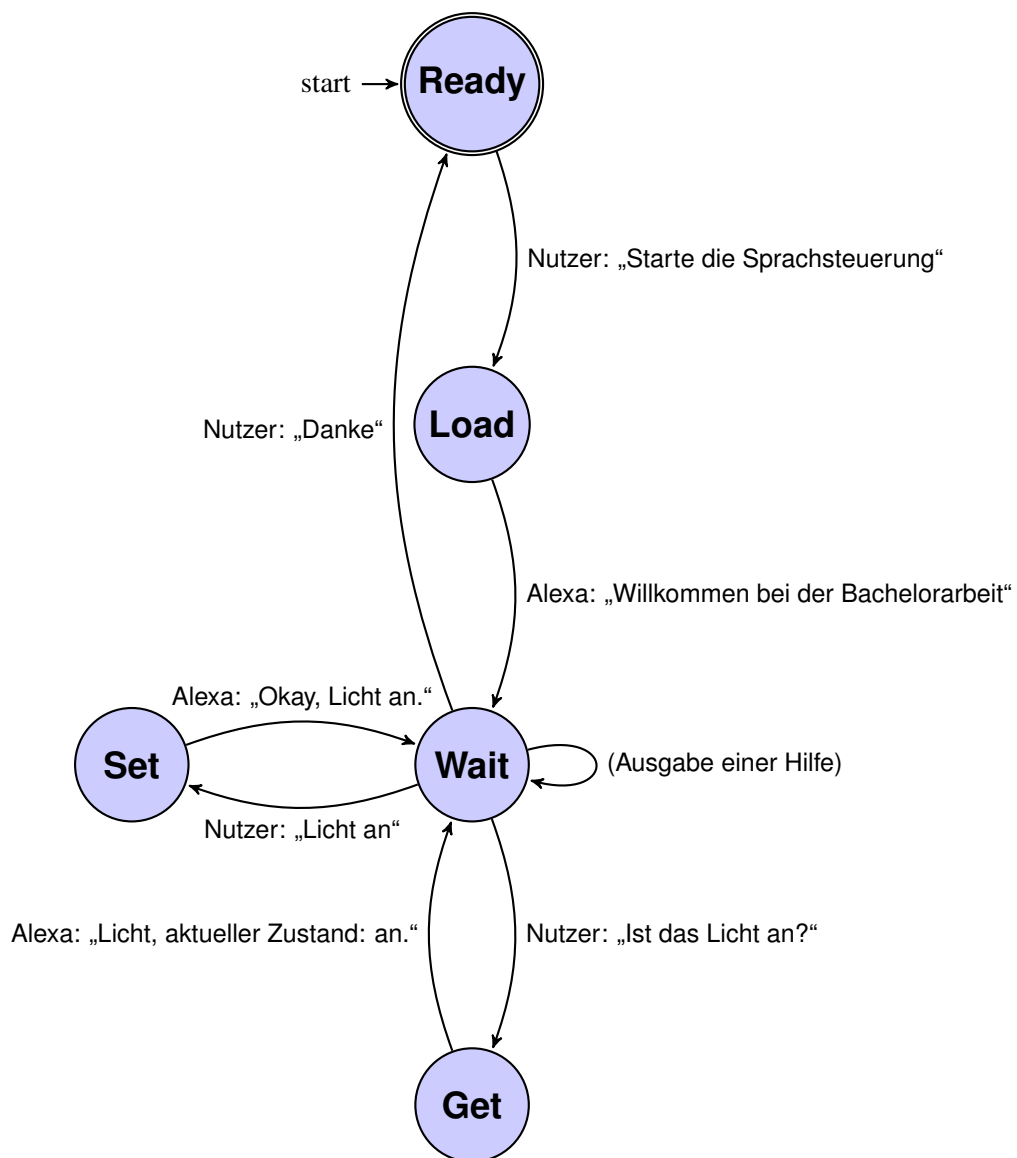 start
Ready
Nutzer: „Starte die Sprachsteuerung“
Load
Nutzer: „Danke“
Alexa: „Willkommen bei der Bachelorarbeit“
Alexa: „Okay, Licht an.“
Set
Wait
(Ausgabe einer Hilfe)
Nutzer: „Licht an“
Alexa: „Licht, aktueller Zustand: an.“
Nutzer: „Ist das Licht an?“
Get